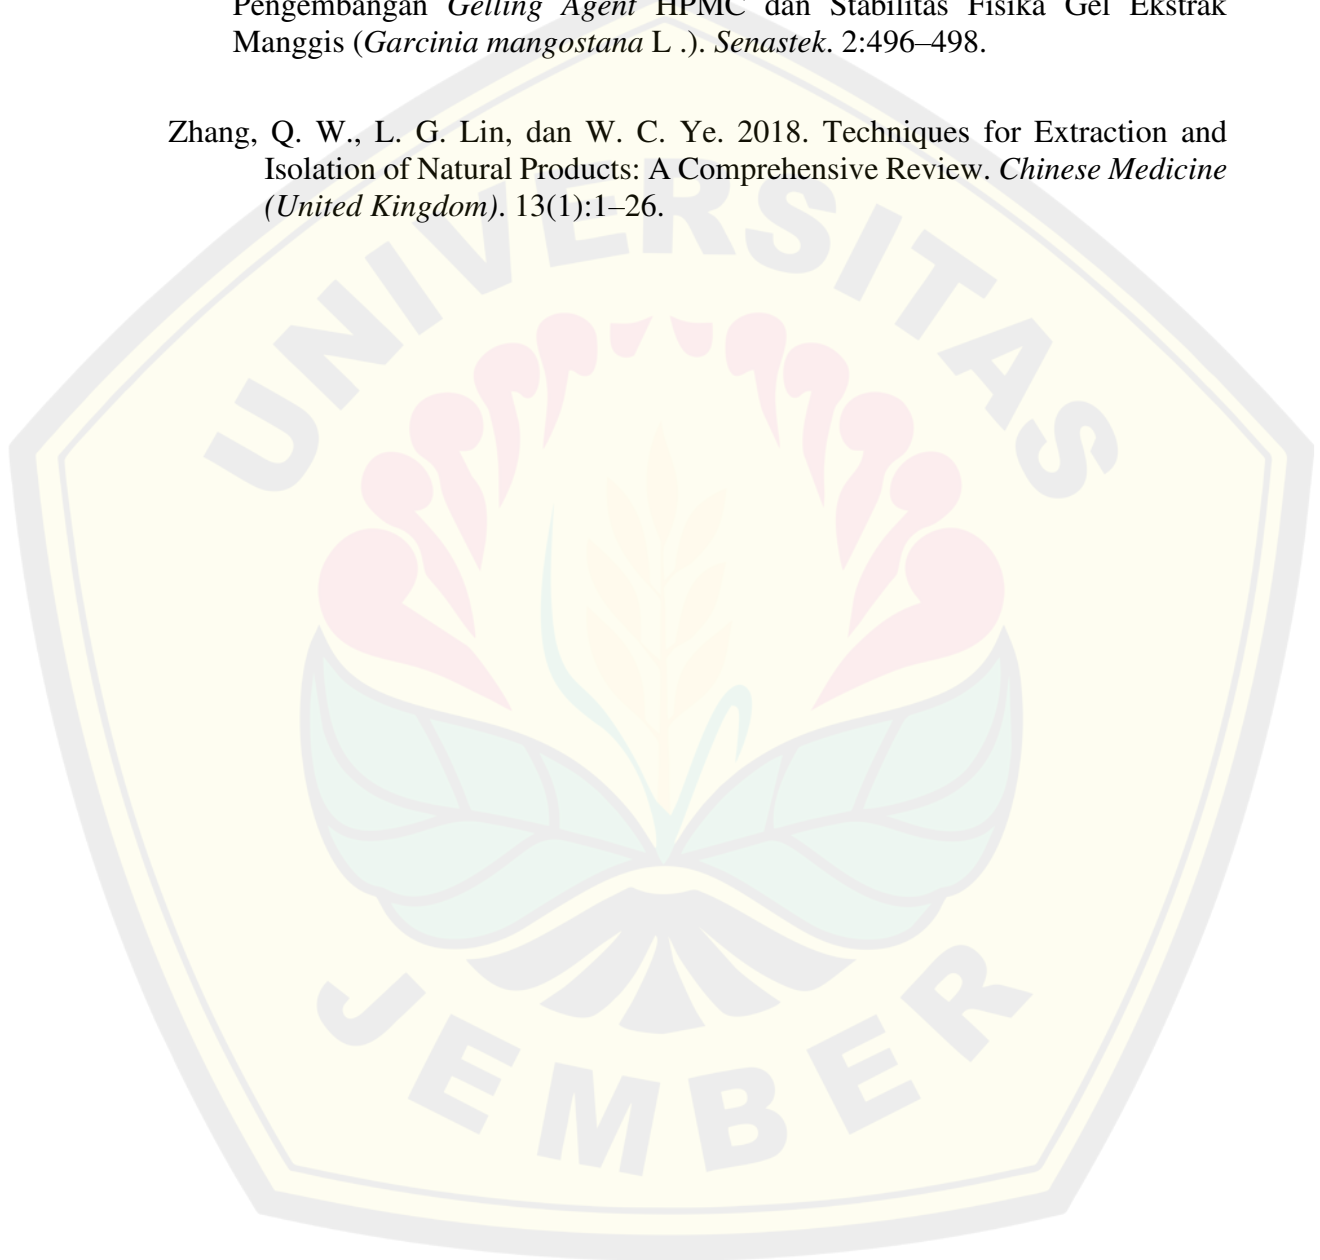 Pengembangan Gelling Agent HPMC dan Stabilitas Fisika Gel Ekstrak
Manggis (Garcinia mangostana L .). Senastek. 2:496–498.
Zhang, Q. W., L. G. Lin, dan W. C. Ye. 2018. Techniques for Extraction and
Isolation of Natural Products: A Comprehensive Review. Chinese Medicine
(United Kingdom). 13(1):1–26.
UNIVERSITAS
JEMBER